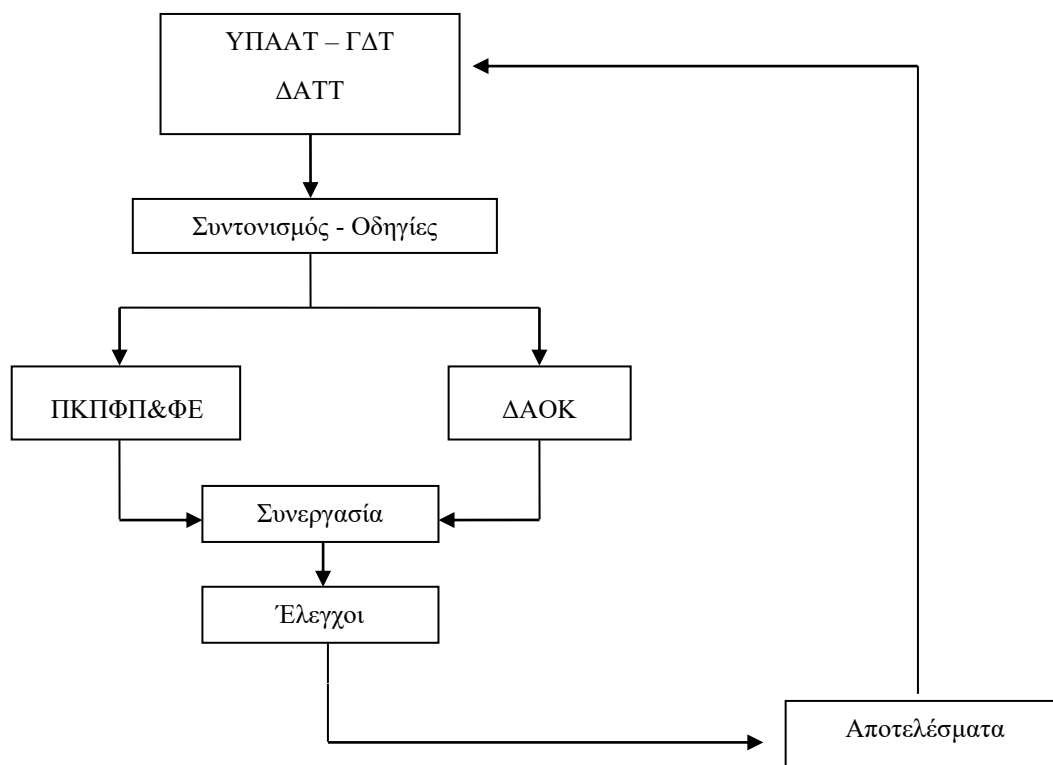 ΥΠΑΑΤ – ΓΔΤ
ΔΑΤΤ
Συντονισμός - Οδηγίες
ΠΚΠΦΠ&ΦΕ
ΔΑΟΚ
Συνεργασία
Έλεγχοι
Αποτελέσματα